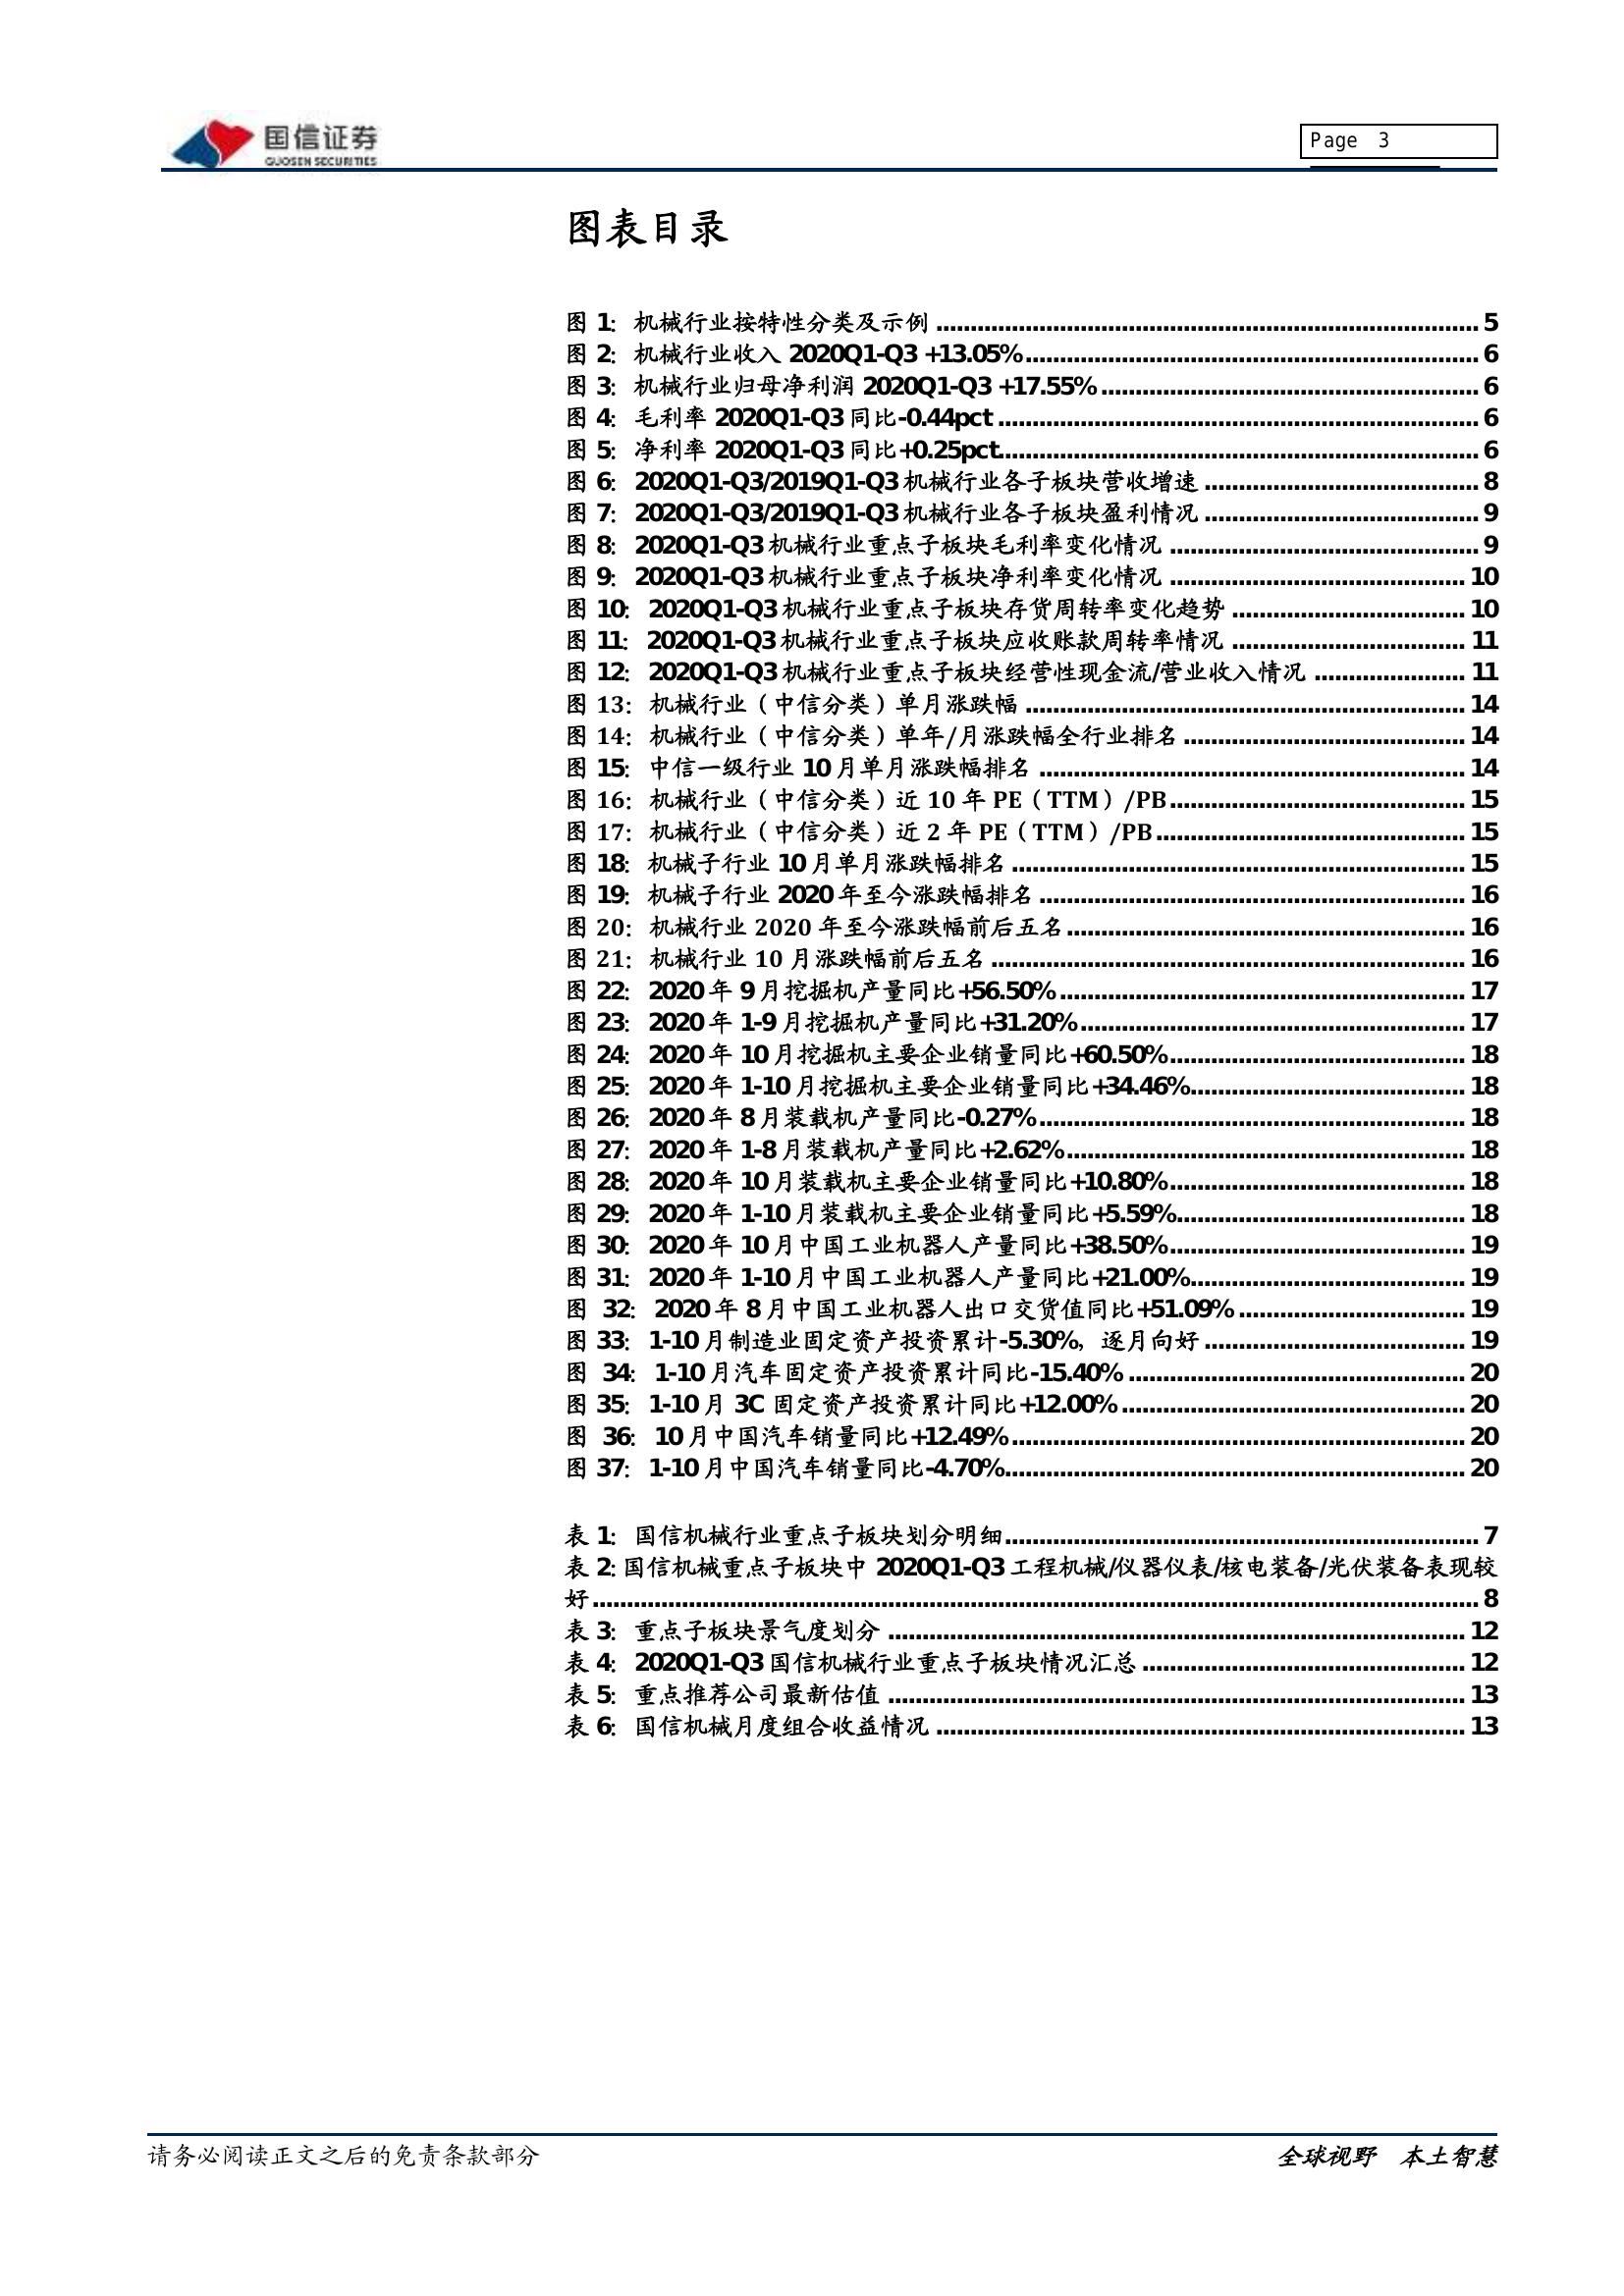 国信证券
GUOSEN SECURITIES
Page 3
图表目录
图 1: 机械行业按特性分类及示例 ........ 5
图 2: 机械行业收入 2020Q1-Q3 +13.05% ........ 6
图 3: 机械行业归母净利润 2020Q1-Q3 +17.55% ........ 6
图 4: 毛利率 2020Q1-Q3 同比-0.44pct ........ 6
图 5: 净利率 2020Q1-Q3 同比+0.25pct ........ 6
图 6: 2020Q1-Q3/2019Q1-Q3 机械行业各子板块营收增速 ........ 8
图 7: 2020Q1-Q3/2019Q1-Q3 机械行业各子板块盈利情况 ........ 9
图 8: 2020Q1-Q3 机械行业重点子板块毛利率变化情况 ........ 9
图 9: 2020Q1-Q3 机械行业重点子板块净利率变化情况 ........ 10
图 10: 2020Q1-Q3 机械行业重点子板块存货周转率变化趋势 ........ 10
图 11: 2020Q1-Q3 机械行业重点子板块应收账款周转率情况 ........ 11
图 12: 2020Q1-Q3 机械行业重点子板块经营性现金流/营业收入情况 ........ 11
图 13: 机械行业（中信分类）单月涨跌幅 ........ 14
图 14: 机械行业（中信分类）单年/月涨跌幅全行业排名 ........ 14
图 15: 中信一级行业 10 月单月涨跌幅排名 ........ 14
图 16: 机械行业（中信分类）近 10 年 PE（TTM）/PB ........ 15
图 17: 机械行业（中信分类）近 2 年 PE（TTM）/PB ........ 15
图 18: 机械子行业 10 月单月涨跌幅排名 ........ 15
图 19: 机械子行业 2020 年至今涨跌幅排名 ........ 16
图 20: 机械行业 2020 年至今涨跌幅前后五名 ........ 16
图 21: 机械行业 10 月涨跌幅前后五名 ........ 16
图 22: 2020 年 9 月挖掘机产量同比+56.50% ........ 17
图 23: 2020 年 1-9 月挖掘机产量同比+31.20% ........ 17
图 24: 2020 年 10 月挖掘机主要企业销量同比+60.50% ........ 18
图 25: 2020 年 1-10 月挖掘机主要企业销量同比+34.46% ........ 18
图 26: 2020 年 8 月装载机产量同比-0.27% ........ 18
图 27: 2020 年 1-8 月装载机产量同比+2.62% ........ 18
图 28: 2020 年 10 月装载机主要企业销量同比+10.80% ........ 18
图 29: 2020 年 1-10 月装载机主要企业销量同比+5.59% ........ 18
图 30: 2020 年 10 月中国工业机器人产量同比+38.50% ........ 19
图 31: 2020 年 1-10 月中国工业机器人产量同比+21.00% ........ 19
图 32: 2020 年 8 月中国工业机器人出口交货值同比+51.09% ........ 19
图 33: 1-10 月制造业固定资产投资累计-5.30%，逐月向好 ........ 19
图 34: 1-10 月汽车固定资产投资累计同比-15.40% ........ 20
图 35: 1-10 月 3C 固定资产投资累计同比+12.00% ........ 20
图 36: 10 月中国汽车销量同比+12.49% ........ 20
图 37: 1-10 月中国汽车销量同比-4.70% ........ 20
表 1: 国信机械行业重点子板块划分明细 ........ 7
表 2: 国信机械重点子板块中 2020Q1-Q3 工程机械/仪器仪表/核电装备/光伏装备表现较
好 ........ 8
表 3: 重点子板块景气度划分 ........ 12
表 4: 2020Q1-Q3 国信机械行业重点子板块情况汇总 ........ 12
表 5: 重点推荐公司最新估值 ........ 13
表 6: 国信机械月度组合收益情况 ........ 13
请务必阅读正文之后的免责条款部分
全球视野 本土智慧